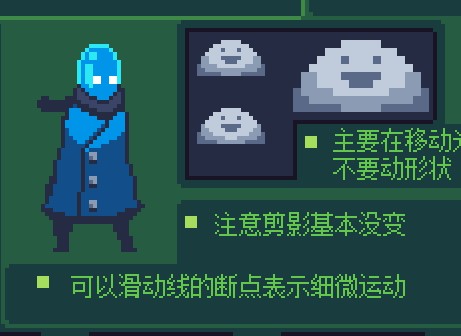 主要在移动
不要动形状
注意剪影基本没变
可以滑动线的断点表示细微运动